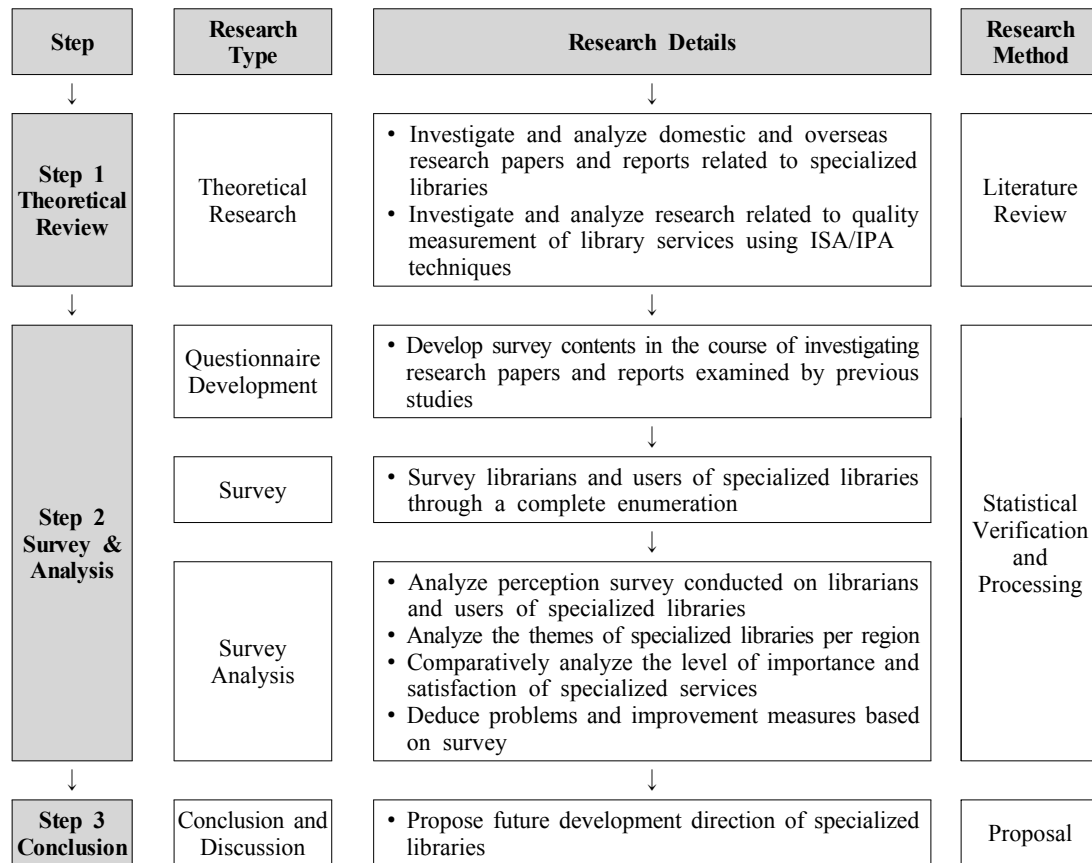 Step
Research
Type
Research Details
Research
Method
↓
↓
Step 1
Theoretical
Review
Theoretical
Research
• Investigate and analyze domestic and overseas
research papers and reports related to specialized
libraries
• Investigate and analyze research related to quality
measurement of library services using ISA/IPA
techniques
Literature
Review
↓
↓
Step 2
Survey &
Analysis
Questionnaire
Development
• Develop survey contents in the course of investigating
research papers and reports examined by previous
studies
↓
Survey
• Survey librarians and users of specialized libraries
through a complete enumeration
↓
Survey
Analysis
• Analyze perception survey conducted on librarians
and users of specialized libraries
• Analyze the themes of specialized libraries per region
• Comparatively analyze the level of importance and
satisfaction of specialized services
• Deduce problems and improvement measures based
on survey
Statistical
Verification
and
Processing
↓
↓
Step 3
Conclusion
Conclusion and
Discussion
• Propose future development direction of specialized
libraries
Proposal